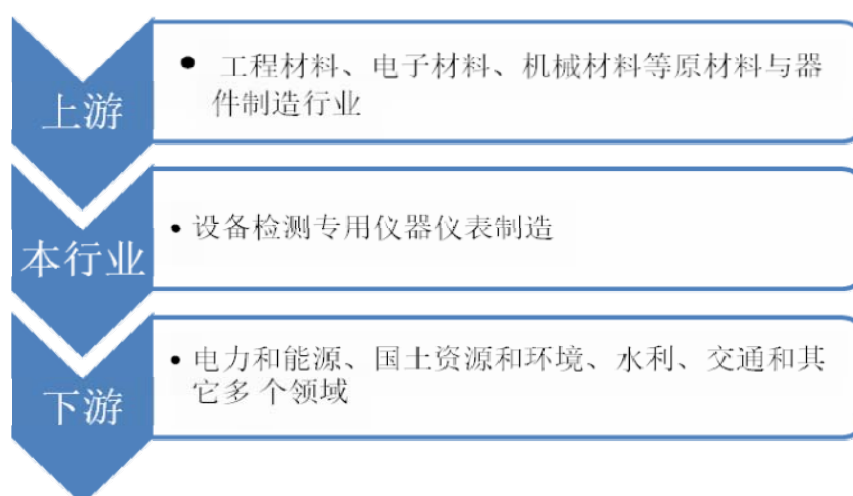 上游
• 工程材料、电子材料、机械材料等原材料与器
件制造行业
本行业
• 设备检测专用仪器仪表制造
下游
• 电力和能源、国土资源和环境、水利、交通和其
它多个领域